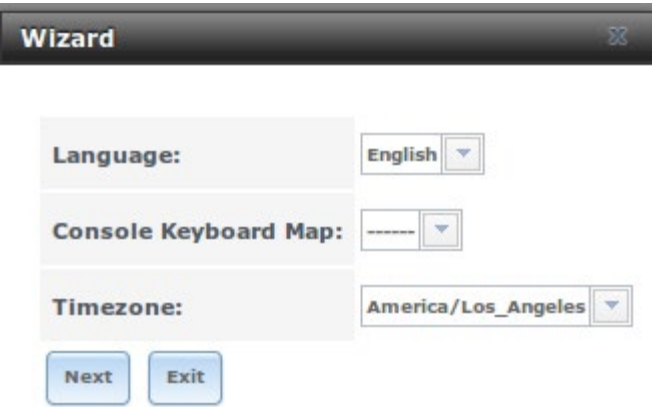 Wizard
Language: English
Console Keyboard Map: ------
Timezone: America/Los_Angeles
Next Exit